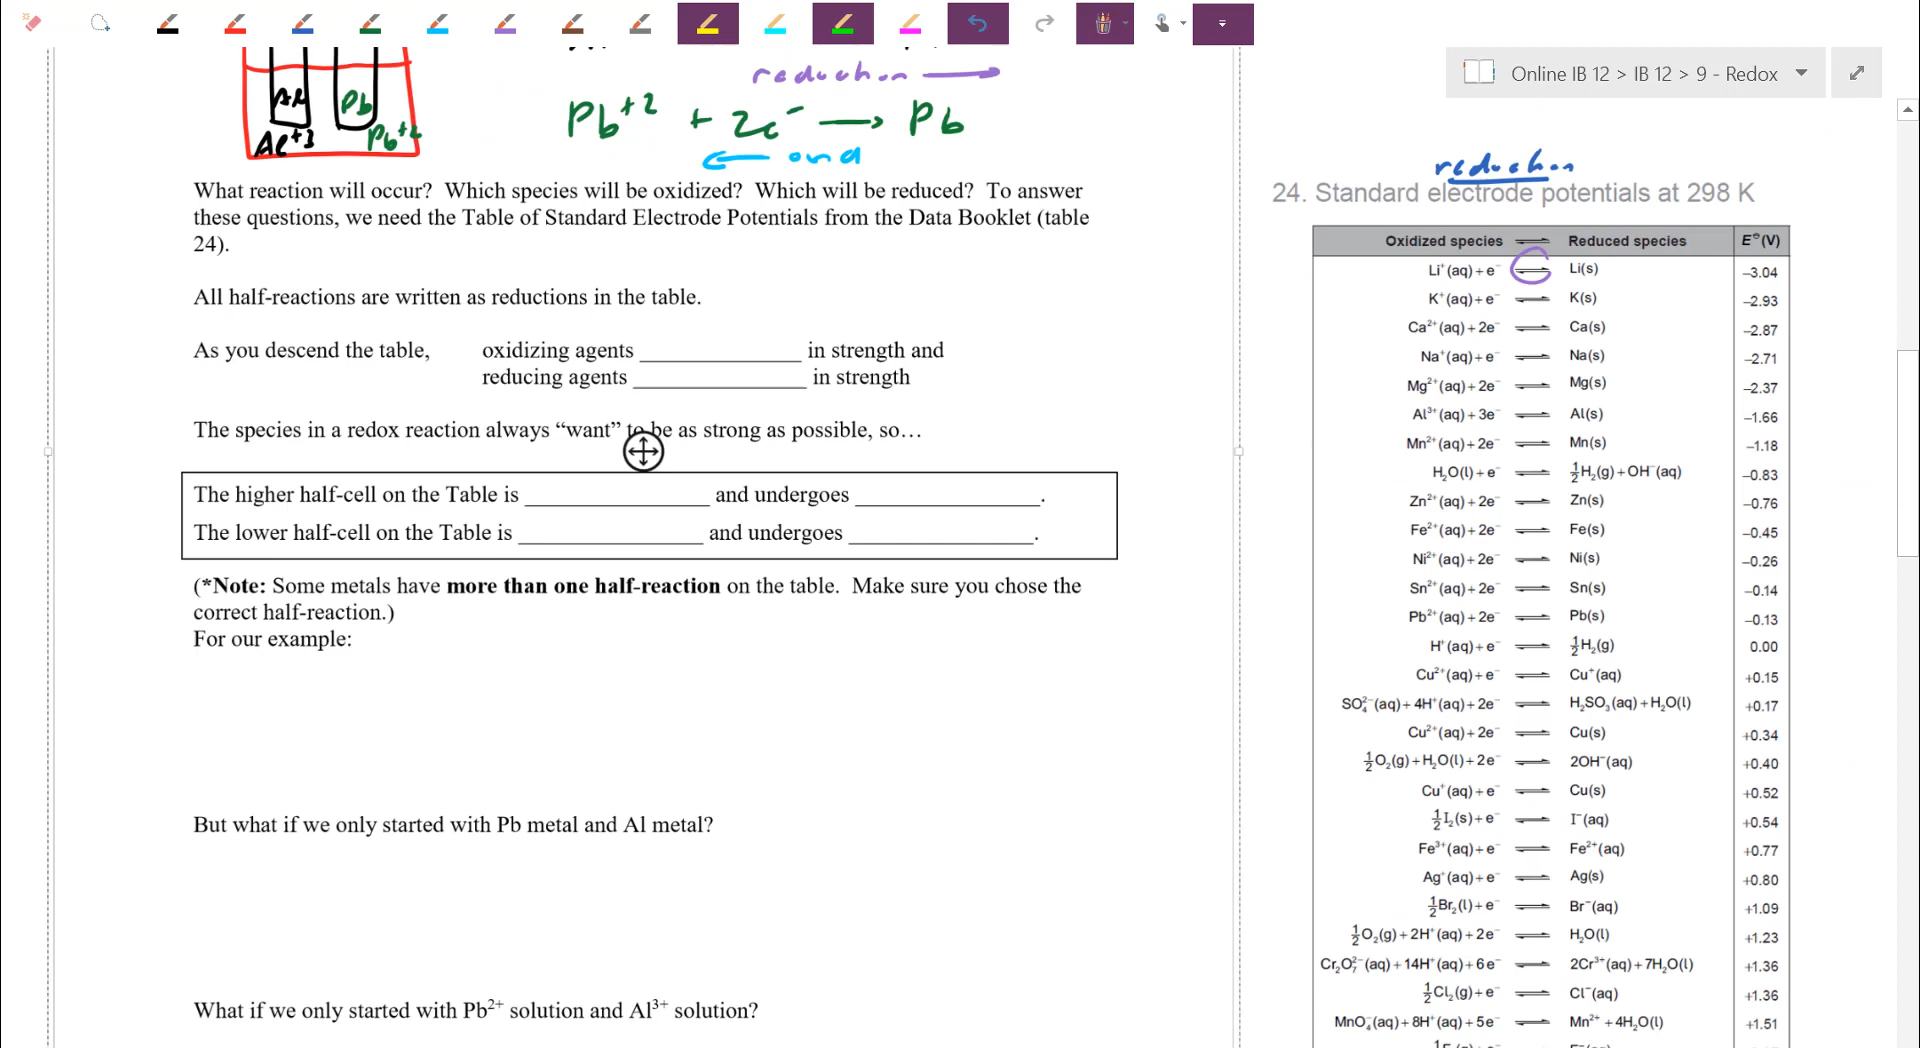 Online IB 12 > IB 12 > 9 - Redox
reduction
Al
Pb
Al+3
Pb+2
Pb+2 + 2e- → Pb
← oxid
What reaction will occur? Which species will be oxidized? Which will be reduced? To answer
these questions, we need the Table of Standard Electrode Potentials from the Data Booklet (table
24).
All half-reactions are written as reductions in the table.
As you descend the table, oxidizing agents ______________ in strength and
reducing agents _______________ in strength
The species in a redox reaction always “want” to be as strong as possible, so…
The higher half-cell on the Table is ________________ and undergoes ________________.
The lower half-cell on the Table is ________________ and undergoes ________________.
(*Note: Some metals have more than one half-reaction on the table. Make sure you chose the
correct half-reaction.)
For our example:
But what if we only started with Pb metal and Al metal?
What if we only started with Pb²⁺ solution and Al³⁺ solution?
reduction
24. Standard electrode potentials at 298 K
Oxidized species ⇌ Reduced species E⊖(V)
Li⁺(aq) + e⁻ ⇌ Li(s) –3.04
K⁺(aq) + e⁻ ⇌ K(s) –2.93
Ca²⁺(aq) + 2e⁻ ⇌ Ca(s) –2.87
Na⁺(aq) + e⁻ ⇌ Na(s) –2.71
Mg²⁺(aq) + 2e⁻ ⇌ Mg(s) –2.37
Al³⁺(aq) + 3e⁻ ⇌ Al(s) –1.66
Mn²⁺(aq) + 2e⁻ ⇌ Mn(s) –1.18
H₂O(l) + e⁻ ⇌ ½H₂(g) + OH⁻(aq) –0.83
Zn²⁺(aq) + 2e⁻ ⇌ Zn(s) –0.76
Fe²⁺(aq) + 2e⁻ ⇌ Fe(s) –0.45
Ni²⁺(aq) + 2e⁻ ⇌ Ni(s) –0.26
Sn²⁺(aq) + 2e⁻ ⇌ Sn(s) –0.14
Pb²⁺(aq) + 2e⁻ ⇌ Pb(s) –0.13
H⁺(aq) + e⁻ ⇌ ½H₂(g) 0.00
Cu²⁺(aq) + e⁻ ⇌ Cu⁺(aq) +0.15
SO₄²⁻(aq) + 4H⁺(aq) + 2e⁻ ⇌ H₂SO₃(aq) + H₂O(l) +0.17
Cu²⁺(aq) + 2e⁻ ⇌ Cu(s) +0.34
½O₂(g) + H₂O(l) + 2e⁻ ⇌ 2OH⁻(aq) +0.40
Cu⁺(aq) + e⁻ ⇌ Cu(s) +0.52
½I₂(s) + e⁻ ⇌ I⁻(aq) +0.54
Fe³⁺(aq) + e⁻ ⇌ Fe²⁺(aq) +0.77
Ag⁺(aq) + e⁻ ⇌ Ag(s) +0.80
½Br₂(l) + e⁻ ⇌ Br⁻(aq) +1.09
½O₂(g) + 2H⁺(aq) + 2e⁻ ⇌ H₂O(l) +1.23
Cr₂O₇²⁻(aq) + 14H⁺(aq) + 6e⁻ ⇌ 2Cr³⁺(aq) + 7H₂O(l) +1.36
½Cl₂(g) + e⁻ ⇌ Cl⁻(aq) +1.36
MnO₄⁻(aq) + 8H⁺(aq) + 5e⁻ ⇌ Mn²⁺ + 4H₂O(l) +1.51